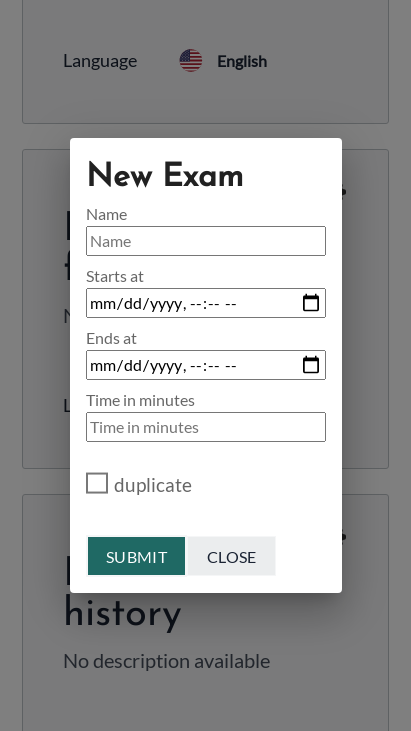 Language English
New Exam
Name
Name
Starts at
mm/dd/yyyy, --:-- --
Ends at
mm/dd/yyyy, --:-- --
Time in minutes
Time in minutes
duplicate
SUBMIT CLOSE
history
No description available